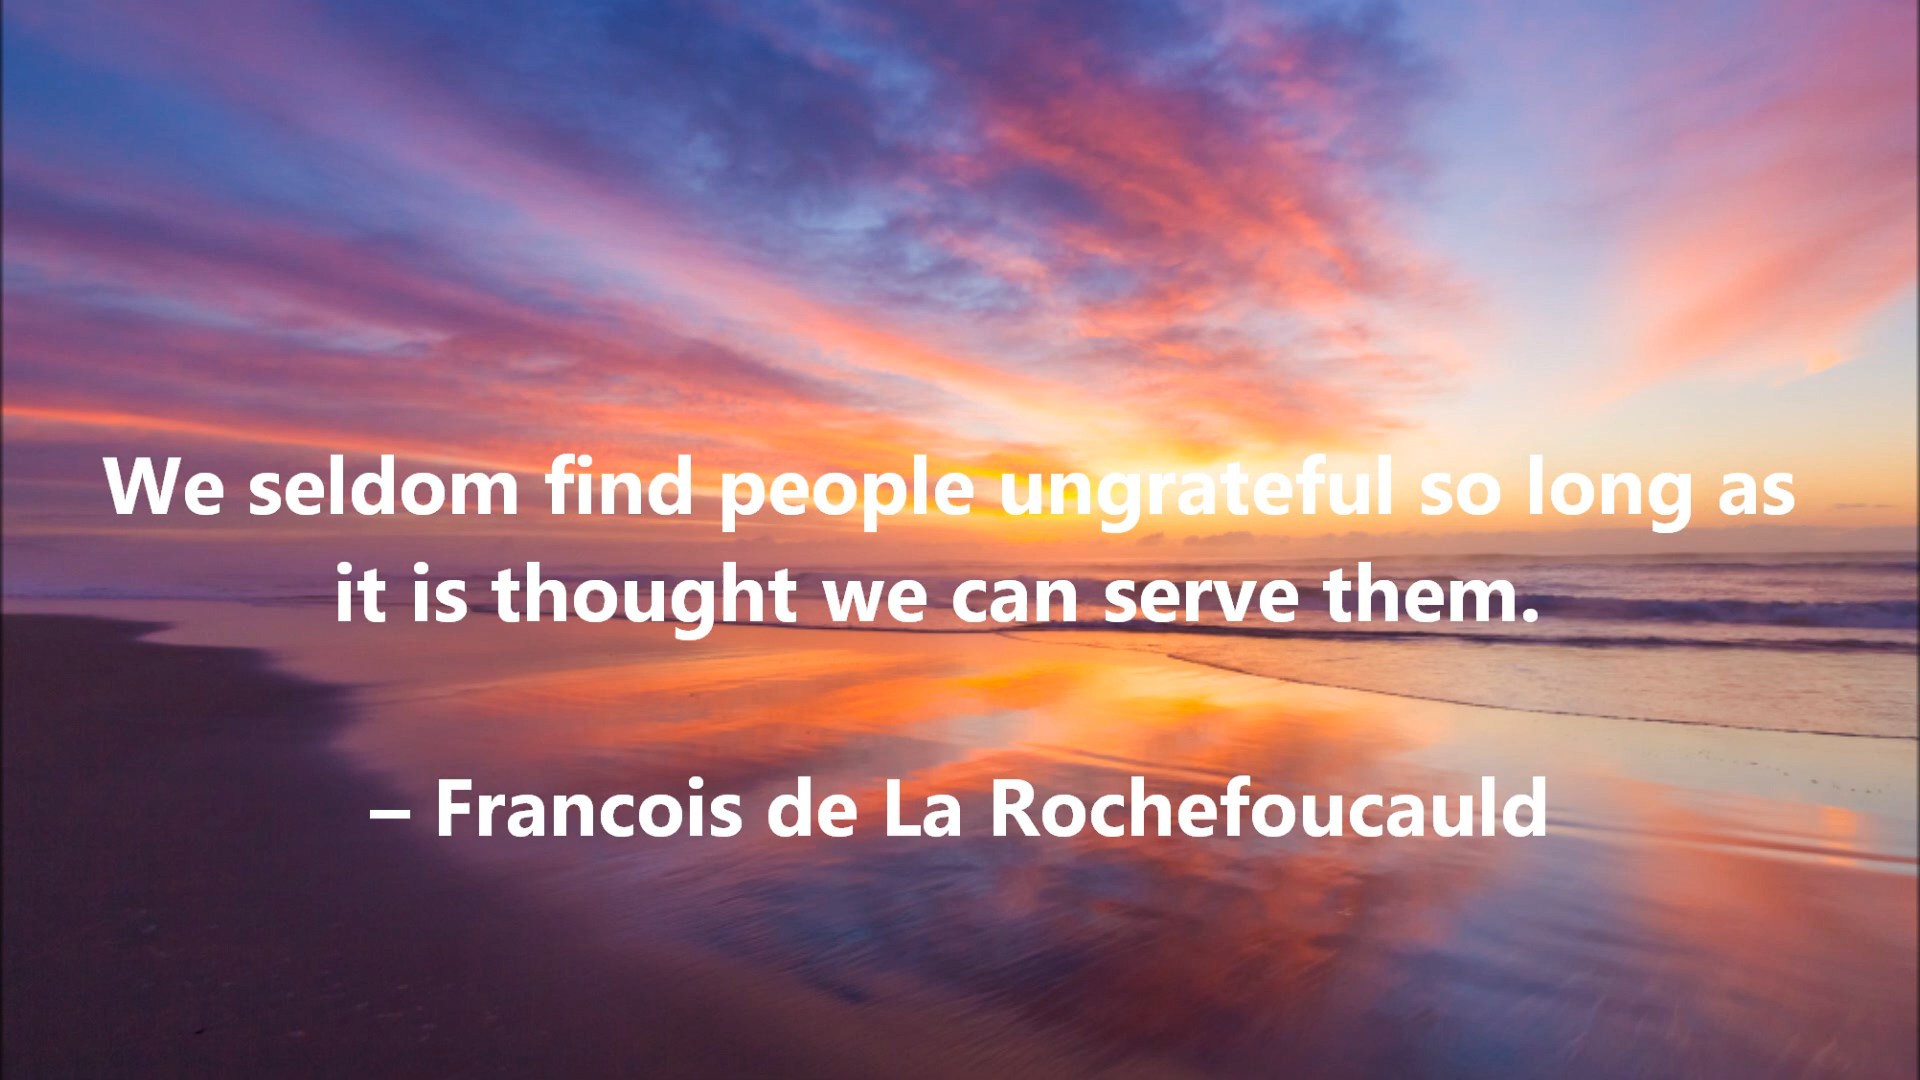 We seldom find people ungrateful so long as
it is thought we can serve them.
– Francois de La Rochefoucauld